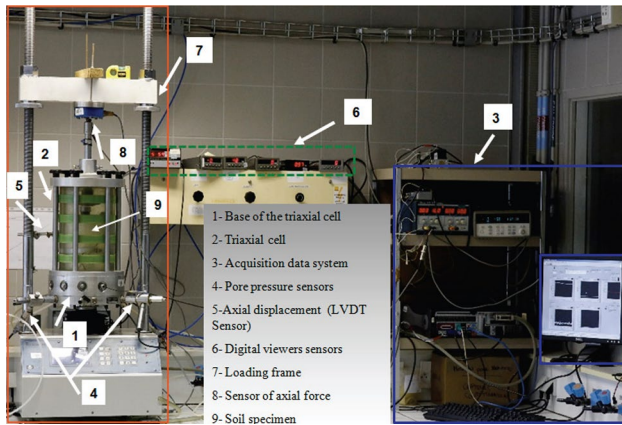 7
6
3
2
8
5
9
1
4
1- Base of the triaxial cell
2- Triaxial cell
3- Acquisition data system
4- Pore pressure sensors
5-Axial displacement (LVDT
Sensor)
6- Digital viewers sensors
7- Loading frame
8- Sensor of axial force
9- Soil specimen